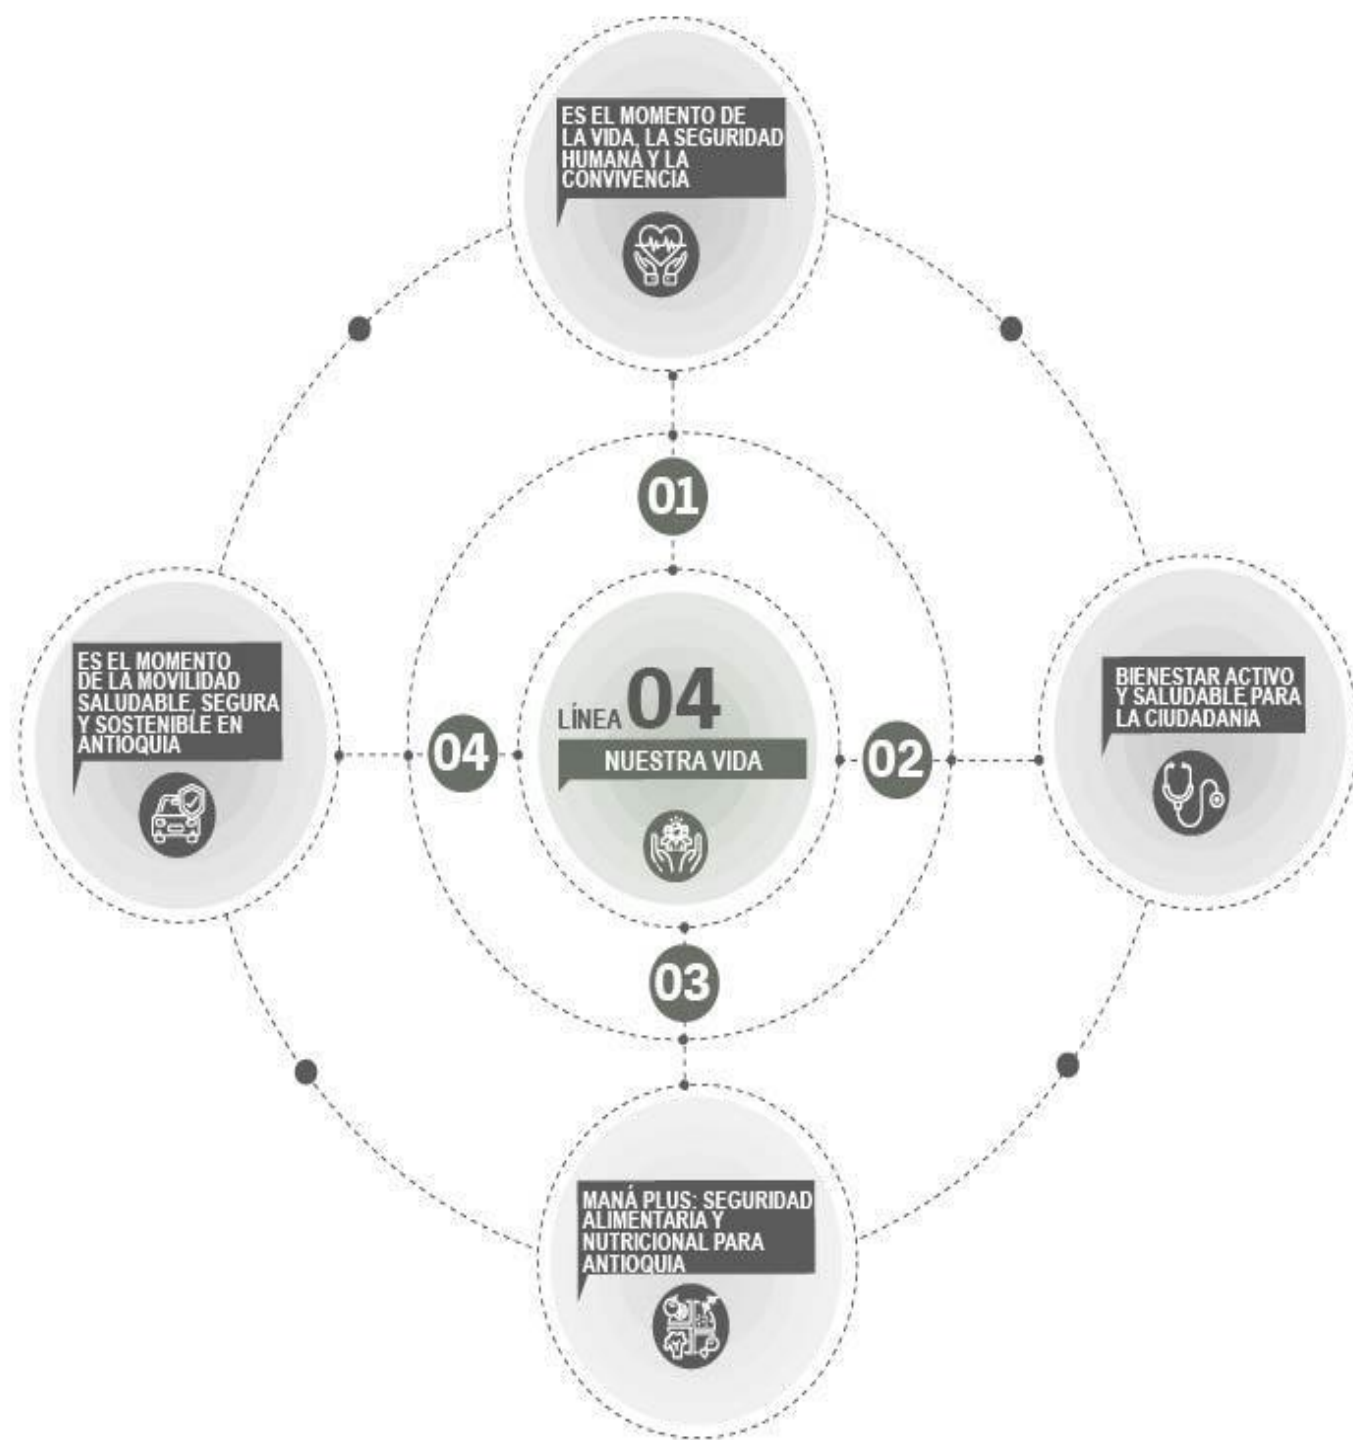 ES EL MOMENTO DE
LA VIDA, LA SEGURIDAD
HUMANA Y LA
CONVIVENCIA
01
LÍNEA 04
NUESTRA VIDA
02
BIENESTAR ACTIVO
Y SALUDABLE PARA
LA CIUDADANÍA
03
MANÁ PLUS: SEGURIDAD
ALIMENTARIA Y
NUTRICIONAL PARA
ANTIOQUIA
04
ES EL MOMENTO
DE LA MOVILIDAD
SALUDABLE, SEGURA
Y SOSTENIBLE EN
ANTIOQUIA